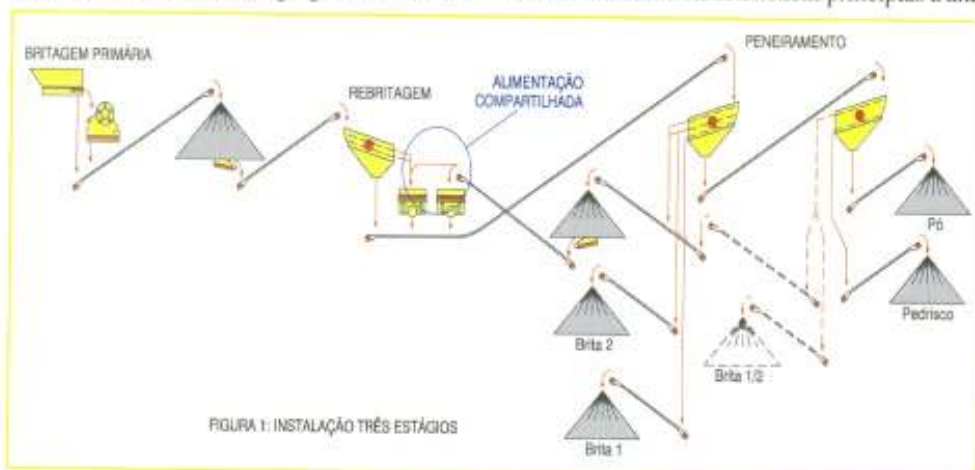 BRITAGEM PRIMÁRIA
REBRITAGEM
ALIMENTAÇÃO
COMPARTILHADA
PENEIRAMENTO
Pó
Pedrisco
Brita 2
Brita 1/2
Brita 1
FIGURA 1: INSTALAÇÃO TRÊS ESTÁGIOS